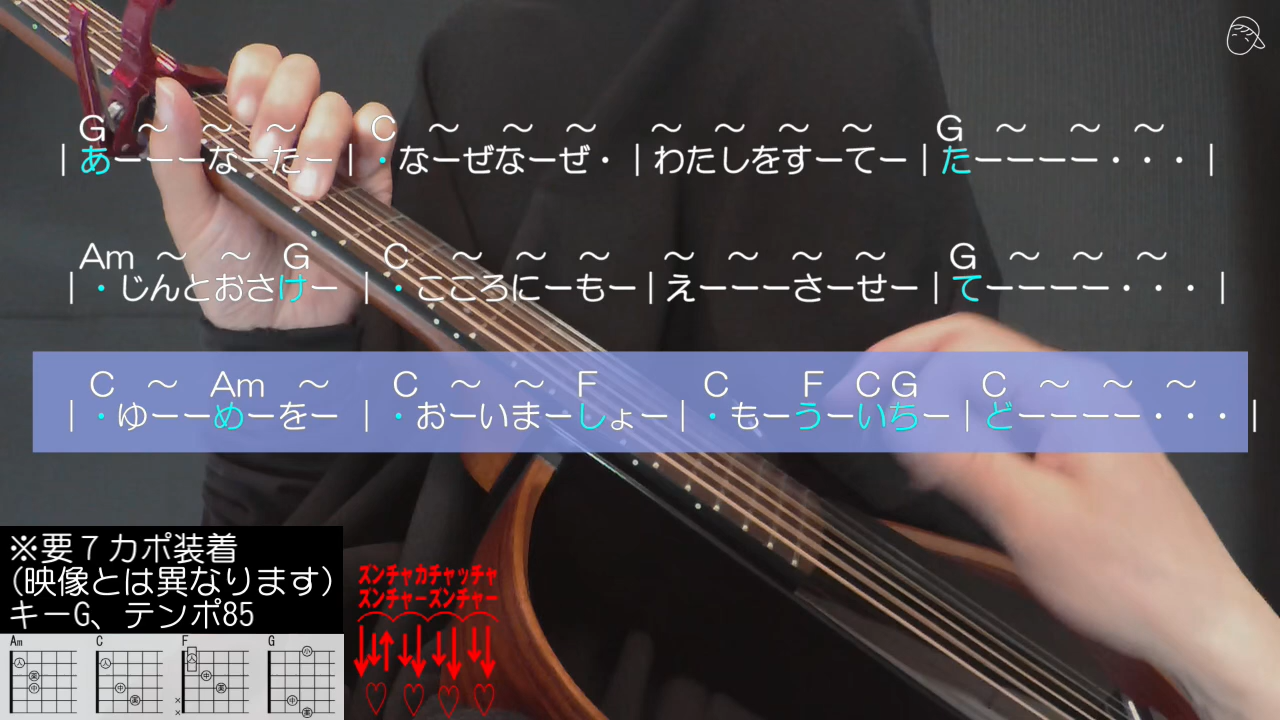 G ～ ～ ～ C ～ ～ ～ ～ ～ ～ ～ G ～ ～ ～
|あーーーなーたー|・なーぜなーぜ・|わたしをすーてー|たーーーー・・・|
Am ～ ～ G C ～ ～ ～ ～ ～ ～ ～ G ～ ～ ～
|・じんとおさけー|・こころにーもー|えーーーさーせー|てーーーー・・・|
C ～ Am ～ C ～ ～ F C F C G C ～ ～ ～
|・ゆーーめーをー|・おーいまーしょー|・もーうーいちー|どーーーー・・・|
※要７カポ装着
(映像とは異なります)
キーG、テンポ85
ズンチャカチャッチャ
ズンチャーズンチャー
Am C F G